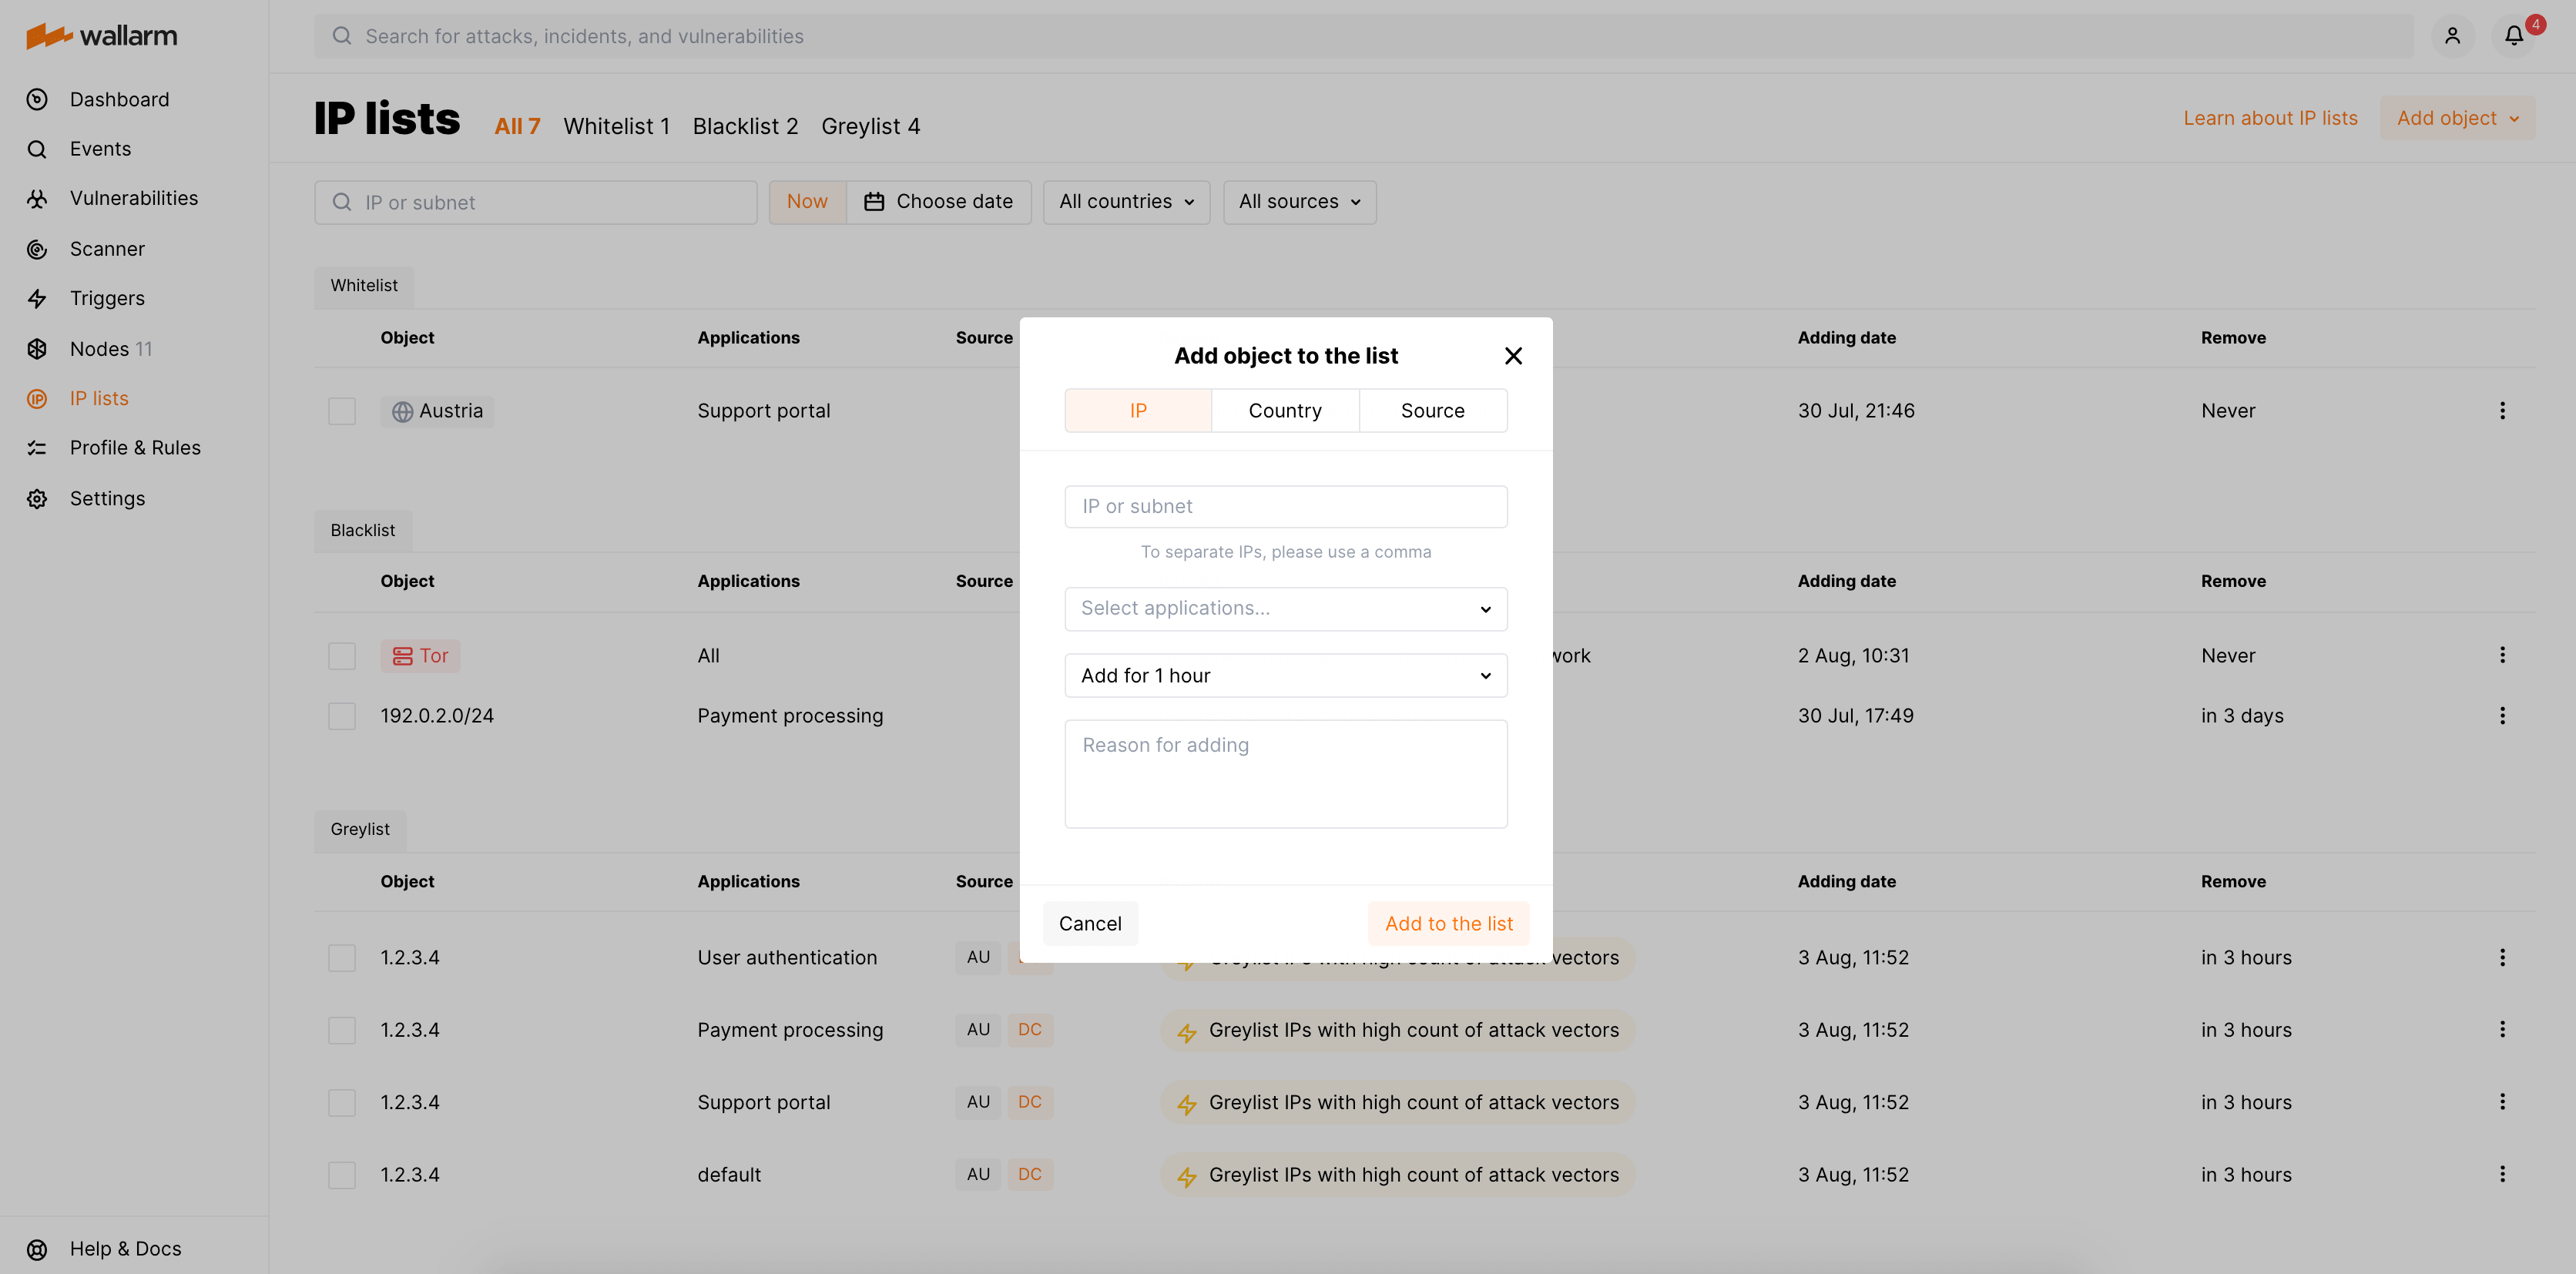 wallarm
Dashboard
Events
Vulnerabilities
Scanner
Triggers
Nodes 11
IP lists
Profile & Rules
Settings
Help & Docs
Search for attacks, incidents, and vulnerabilities
4
IP lists All 7 Whitelist 1 Blacklist 2 Greylist 4
Learn about IP lists Add object
IP or subnet Now Choose date All countries All sources
Whitelist
Object Applications Source Adding date Remove
Austria Support portal 30 Jul, 21:46 Never
Blacklist
Object Applications Source Adding date Remove
Tor All 2 Aug, 10:31 Never
192.0.2.0/24 Payment processing 30 Jul, 17:49 in 3 days
Greylist
Object Applications Source Adding date Remove
1.2.3.4 User authentication AU Greylist IPs with high count of attack vectors 3 Aug, 11:52 in 3 hours
1.2.3.4 Payment processing AU DC Greylist IPs with high count of attack vectors 3 Aug, 11:52 in 3 hours
1.2.3.4 Support portal AU DC Greylist IPs with high count of attack vectors 3 Aug, 11:52 in 3 hours
1.2.3.4 default AU DC Greylist IPs with high count of attack vectors 3 Aug, 11:52 in 3 hours
Add object to the list
IP Country Source
IP or subnet
To separate IPs, please use a comma
Select applications...
Add for 1 hour
Reason for adding
Cancel Add to the list